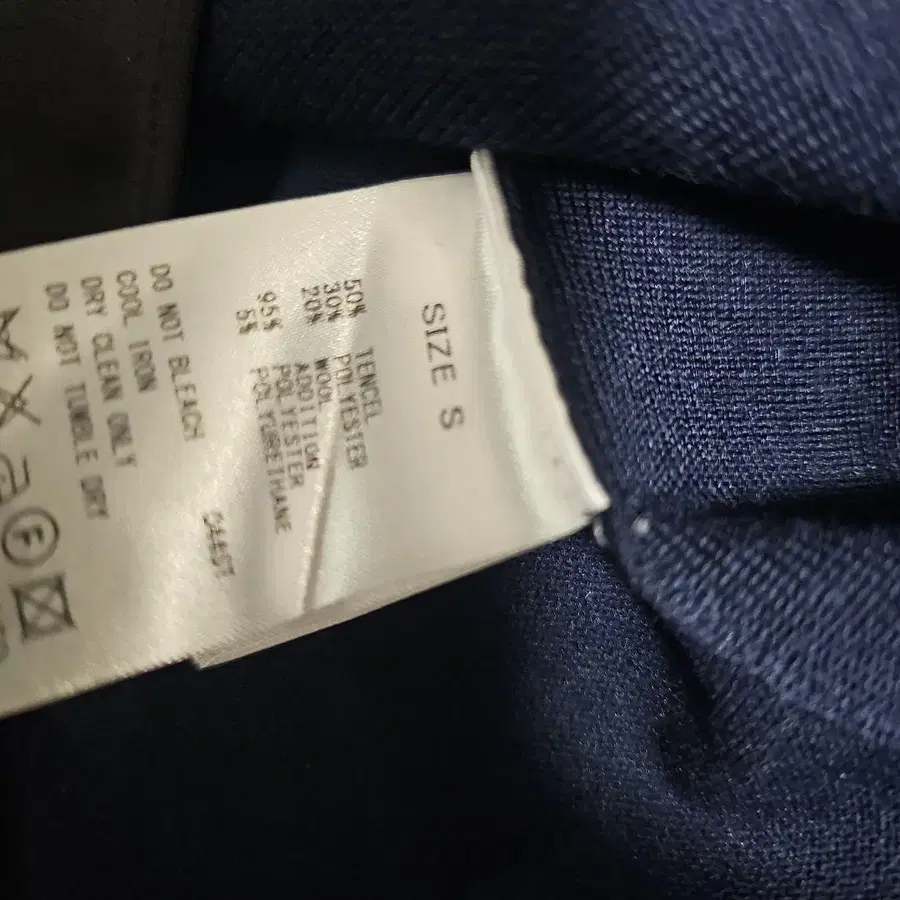 SIZE S
50% TENCEL
30% POLYESTER
20% WOOL
ADDITION
95% POLYESTER
5% POLYURETHANE
DO NOT BLEACH
COOL IRON
DRY CLEAN ONLY
DO NOT TUMBLE DRY
F